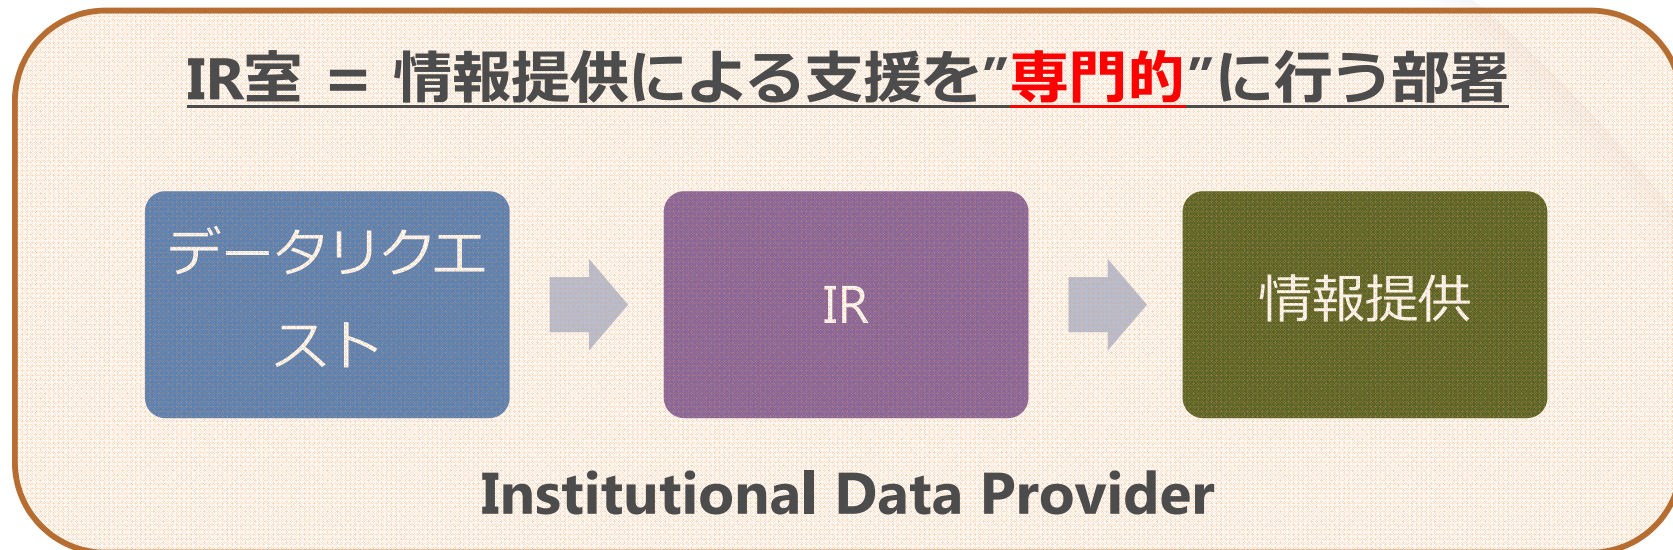 IR室 = 情報提供による支援を”専門的”に行う部署
データリクエ
スト
IR
情報提供
Institutional Data Provider